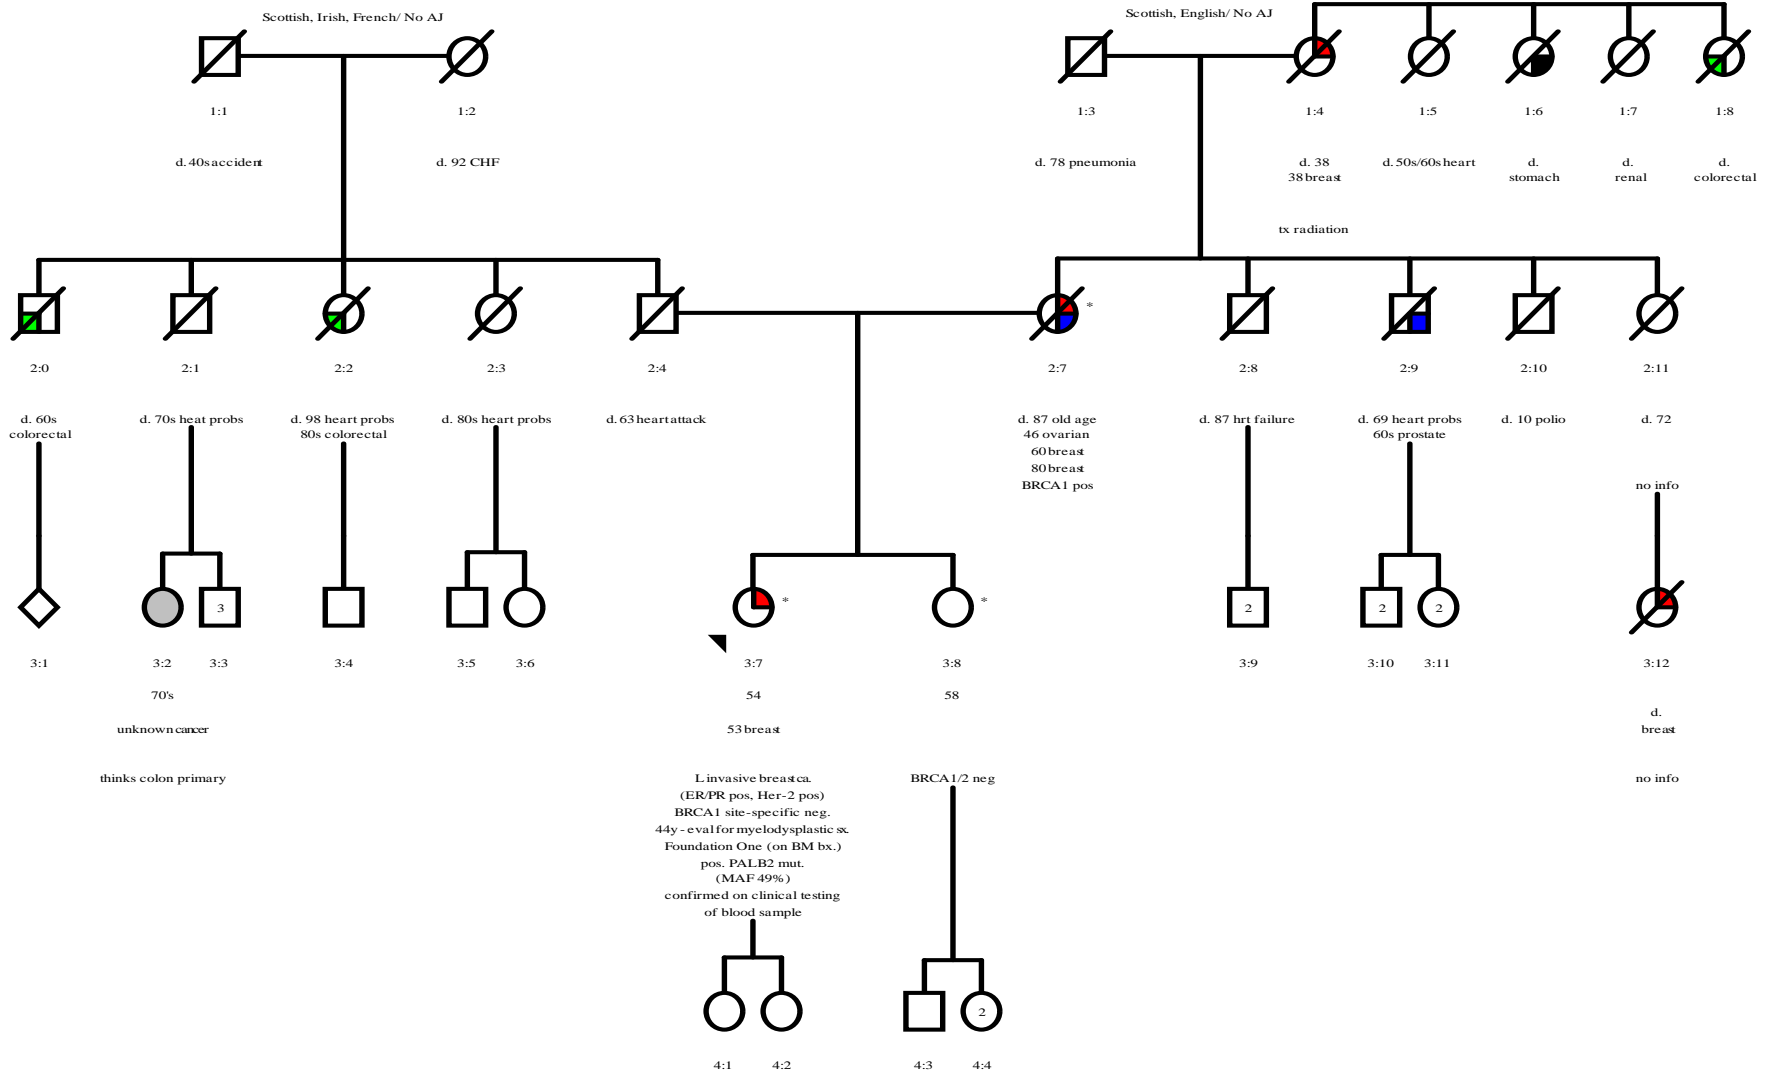 Scottish, Irish, French/ No AJ
Scottish, English/ No AJ
1:1
1:2
1:3
1:4
1:5
1:6
1:7
1:8
d. 40s accident
d. 92 CHF
d. 78 pneumonia
d. 38
38 breast
tx radiation
d. 50s/60s heart
d.
stomach
d.
renal
d.
colorectal
*
2:0
2:1
2:2
2:3
2:4
2:7
2:8
2:9
2:10
2:11
d. 60s
colorectal
d. 70s heat probs
d. 98 heart probs
80s colorectal
d. 80s heart probs
d. 63 heart attack
d. 87 old age
46 ovarian
60 breast
80 breast
BRCA1 pos
d. 87 hrt failure
d. 69 heart probs
60s prostate
d. 10 polio
d. 72
no info
3
*
*
2
2
2
3:1
3:2
3:3
3:4
3:5
3:6
3:7
3:8
3:9
3:10
3:11
3:12
70's
unknown cancer
thinks colon primary
54
53 breast
L invasive breast ca.
(ER/PR pos, Her-2 pos)
BRCA1 site-specific neg.
44y - eval for myelodysplastic sx.
Foundation One (on BM bx.)
pos. PALB2 mut.
(MAF 49%)
confirmed on clinical testing
of blood sample
58
BRCA1/2 neg
d.
breast
no info
2
4:1
4:2
4:3
4:4